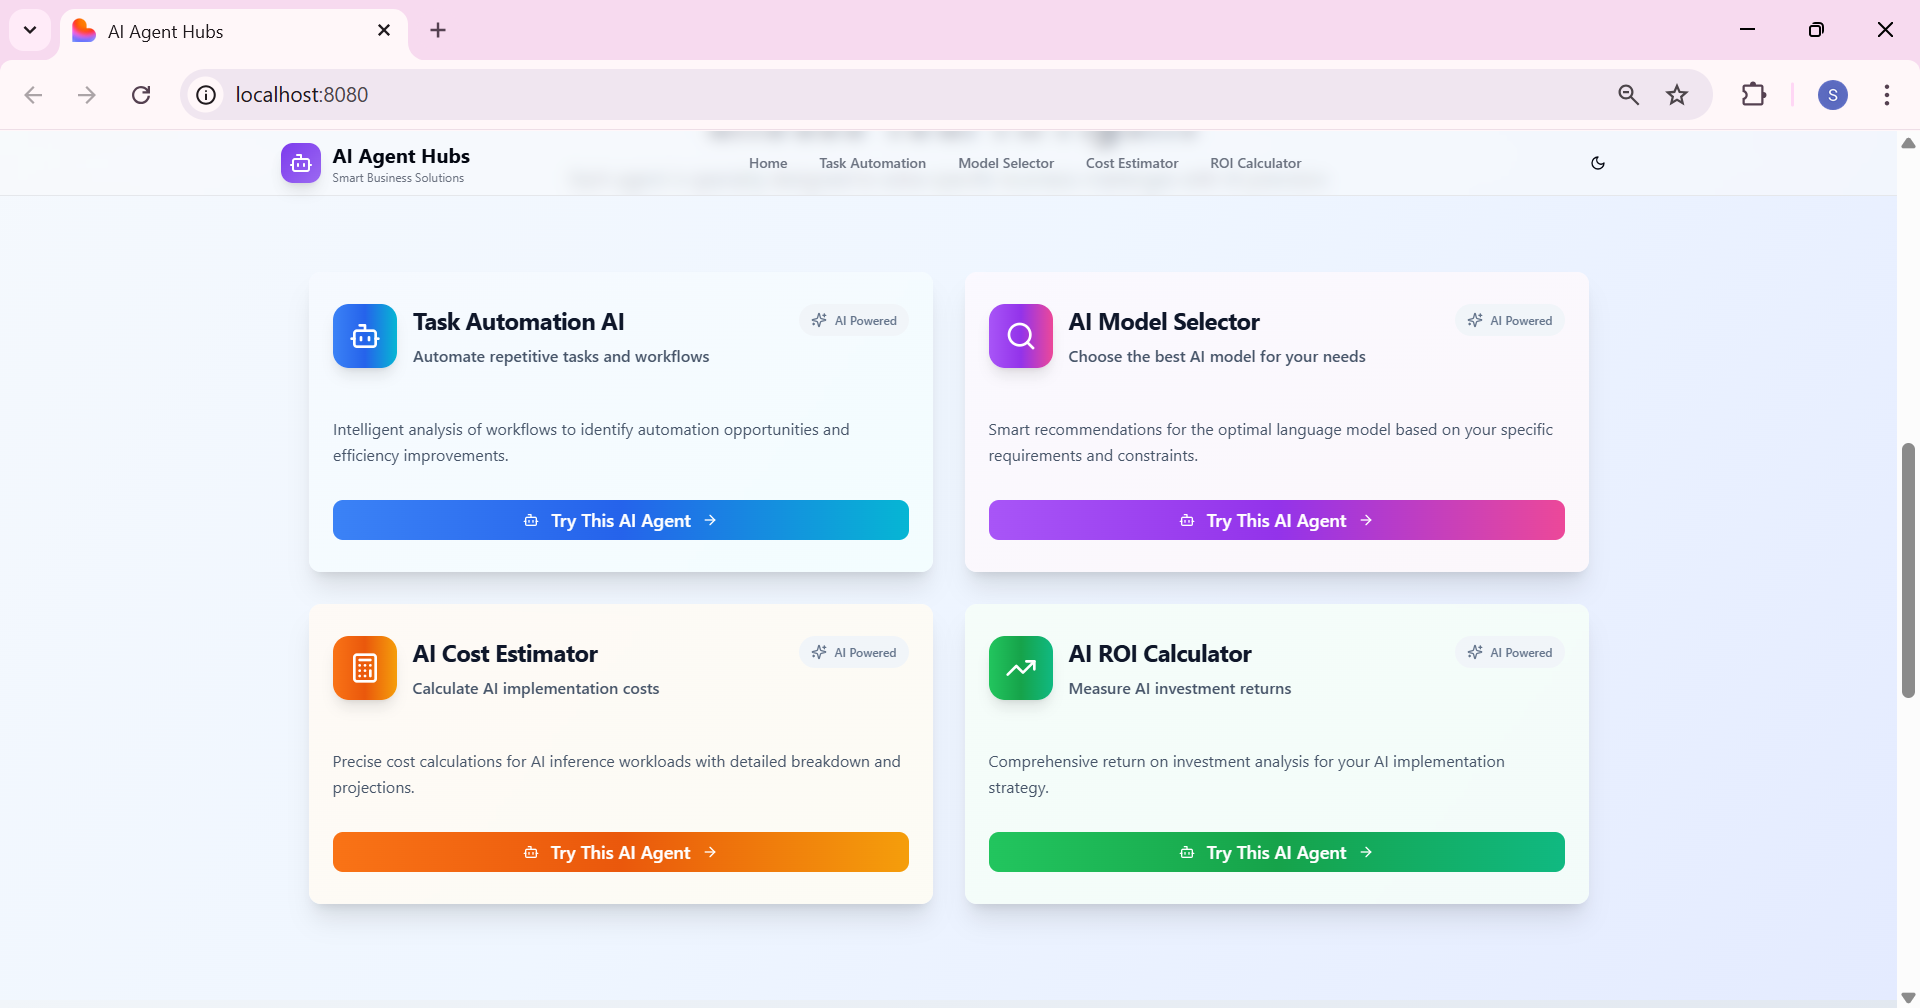 AI Agent Hubs
localhost:8080
S
AI Agent Hubs
Smart Business Solutions
Home Task Automation Model Selector Cost Estimator ROI Calculator
Task Automation AI
AI Powered
Automate repetitive tasks and workflows
Intelligent analysis of workflows to identify automation opportunities and
efficiency improvements.
Try This AI Agent →
AI Model Selector
AI Powered
Choose the best AI model for your needs
Smart recommendations for the optimal language model based on your specific
requirements and constraints.
Try This AI Agent →
AI Cost Estimator
AI Powered
Calculate AI implementation costs
Precise cost calculations for AI inference workloads with detailed breakdown and
projections.
Try This AI Agent →
AI ROI Calculator
AI Powered
Measure AI investment returns
Comprehensive return on investment analysis for your AI implementation
strategy.
Try This AI Agent →